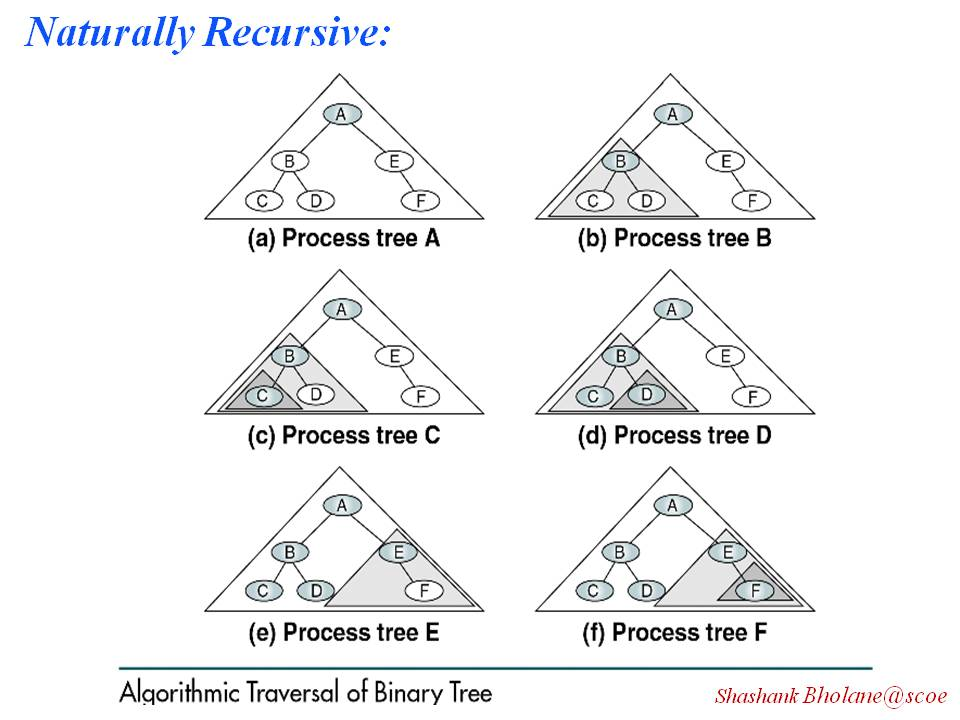 Naturally Recursive:
A
B
E
C
D
F
(a) Process tree A
A
B
E
C
D
F
(b) Process tree B
A
B
E
C
D
F
(c) Process tree C
A
B
E
C
D
F
(d) Process tree D
A
B
E
C
D
F
(e) Process tree E
A
B
E
C
D
F
(f) Process tree F
Algorithmic Traversal of Binary Tree
Shashank Bholane@scoe